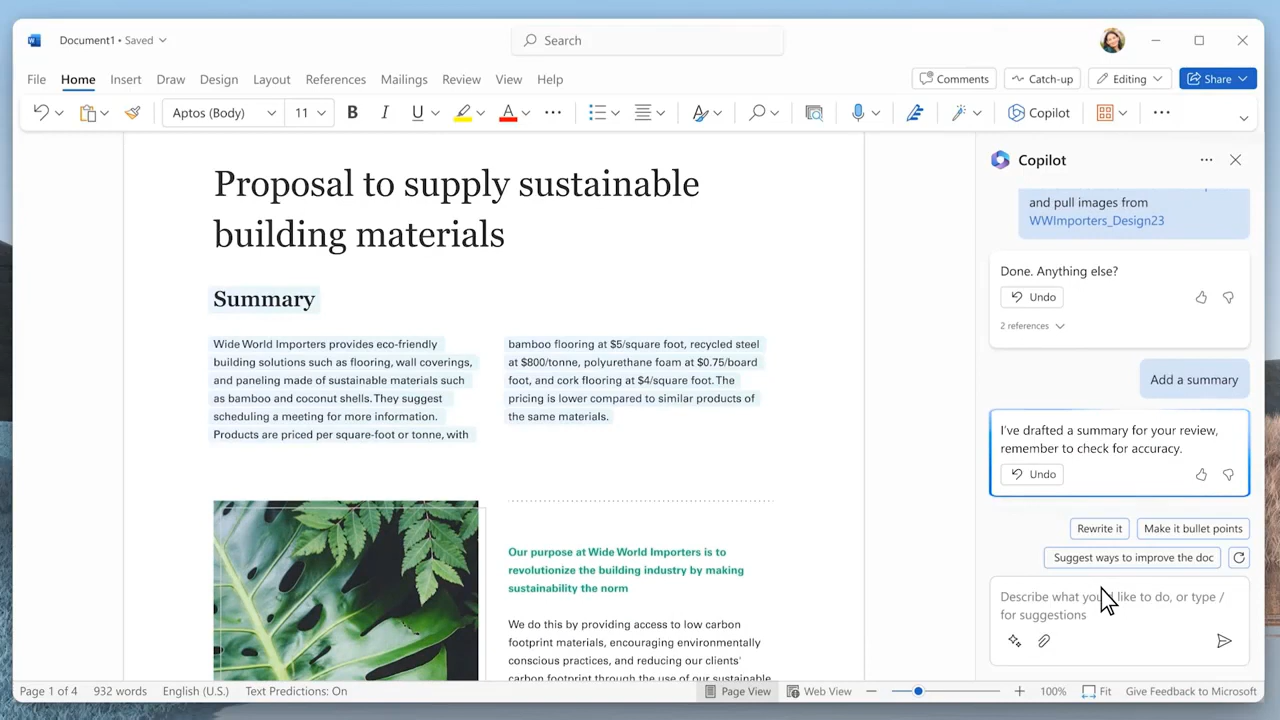 Document1 • Saved
Search
File Home Insert Draw Design Layout References Mailings Review View Help
Comments Catch-up Editing Share
Aptos (Body) 11 B I U A Copilot
Proposal to supply sustainable
building materials
Summary
Wide World Importers provides eco-friendly
building solutions such as flooring, wall coverings,
and paneling made of sustainable materials such
as bamboo and coconut shells. They suggest
scheduling a meeting for more information.
Products are priced per square-foot or tonne, with
bamboo flooring at $5/square foot, recycled steel
at $800/tonne, polyurethane foam at $0.75/board
foot, and cork flooring at $4/square foot. The
pricing is lower compared to similar products of
the same materials.
Our purpose at Wide World Importers is to
revolutionize the building industry by making
sustainability the norm
We do this by providing access to low carbon
footprint materials, encouraging environmentally
conscious practices, and reducing our clients'
carbon footprint through the use of our sustainable
Copilot
and pull images from
WWImporters_Design23
Done. Anything else?
Undo
2 references
Add a summary
I've drafted a summary for your review,
remember to check for accuracy.
Undo
Rewrite it Make it bullet points
Suggest ways to improve the doc
Describe what you'd like to do, or type /
for suggestions
Page 1 of 4 932 words English (U.S.) Text Predictions: On Page View Web View 100% Fit Give Feedback to Microsoft